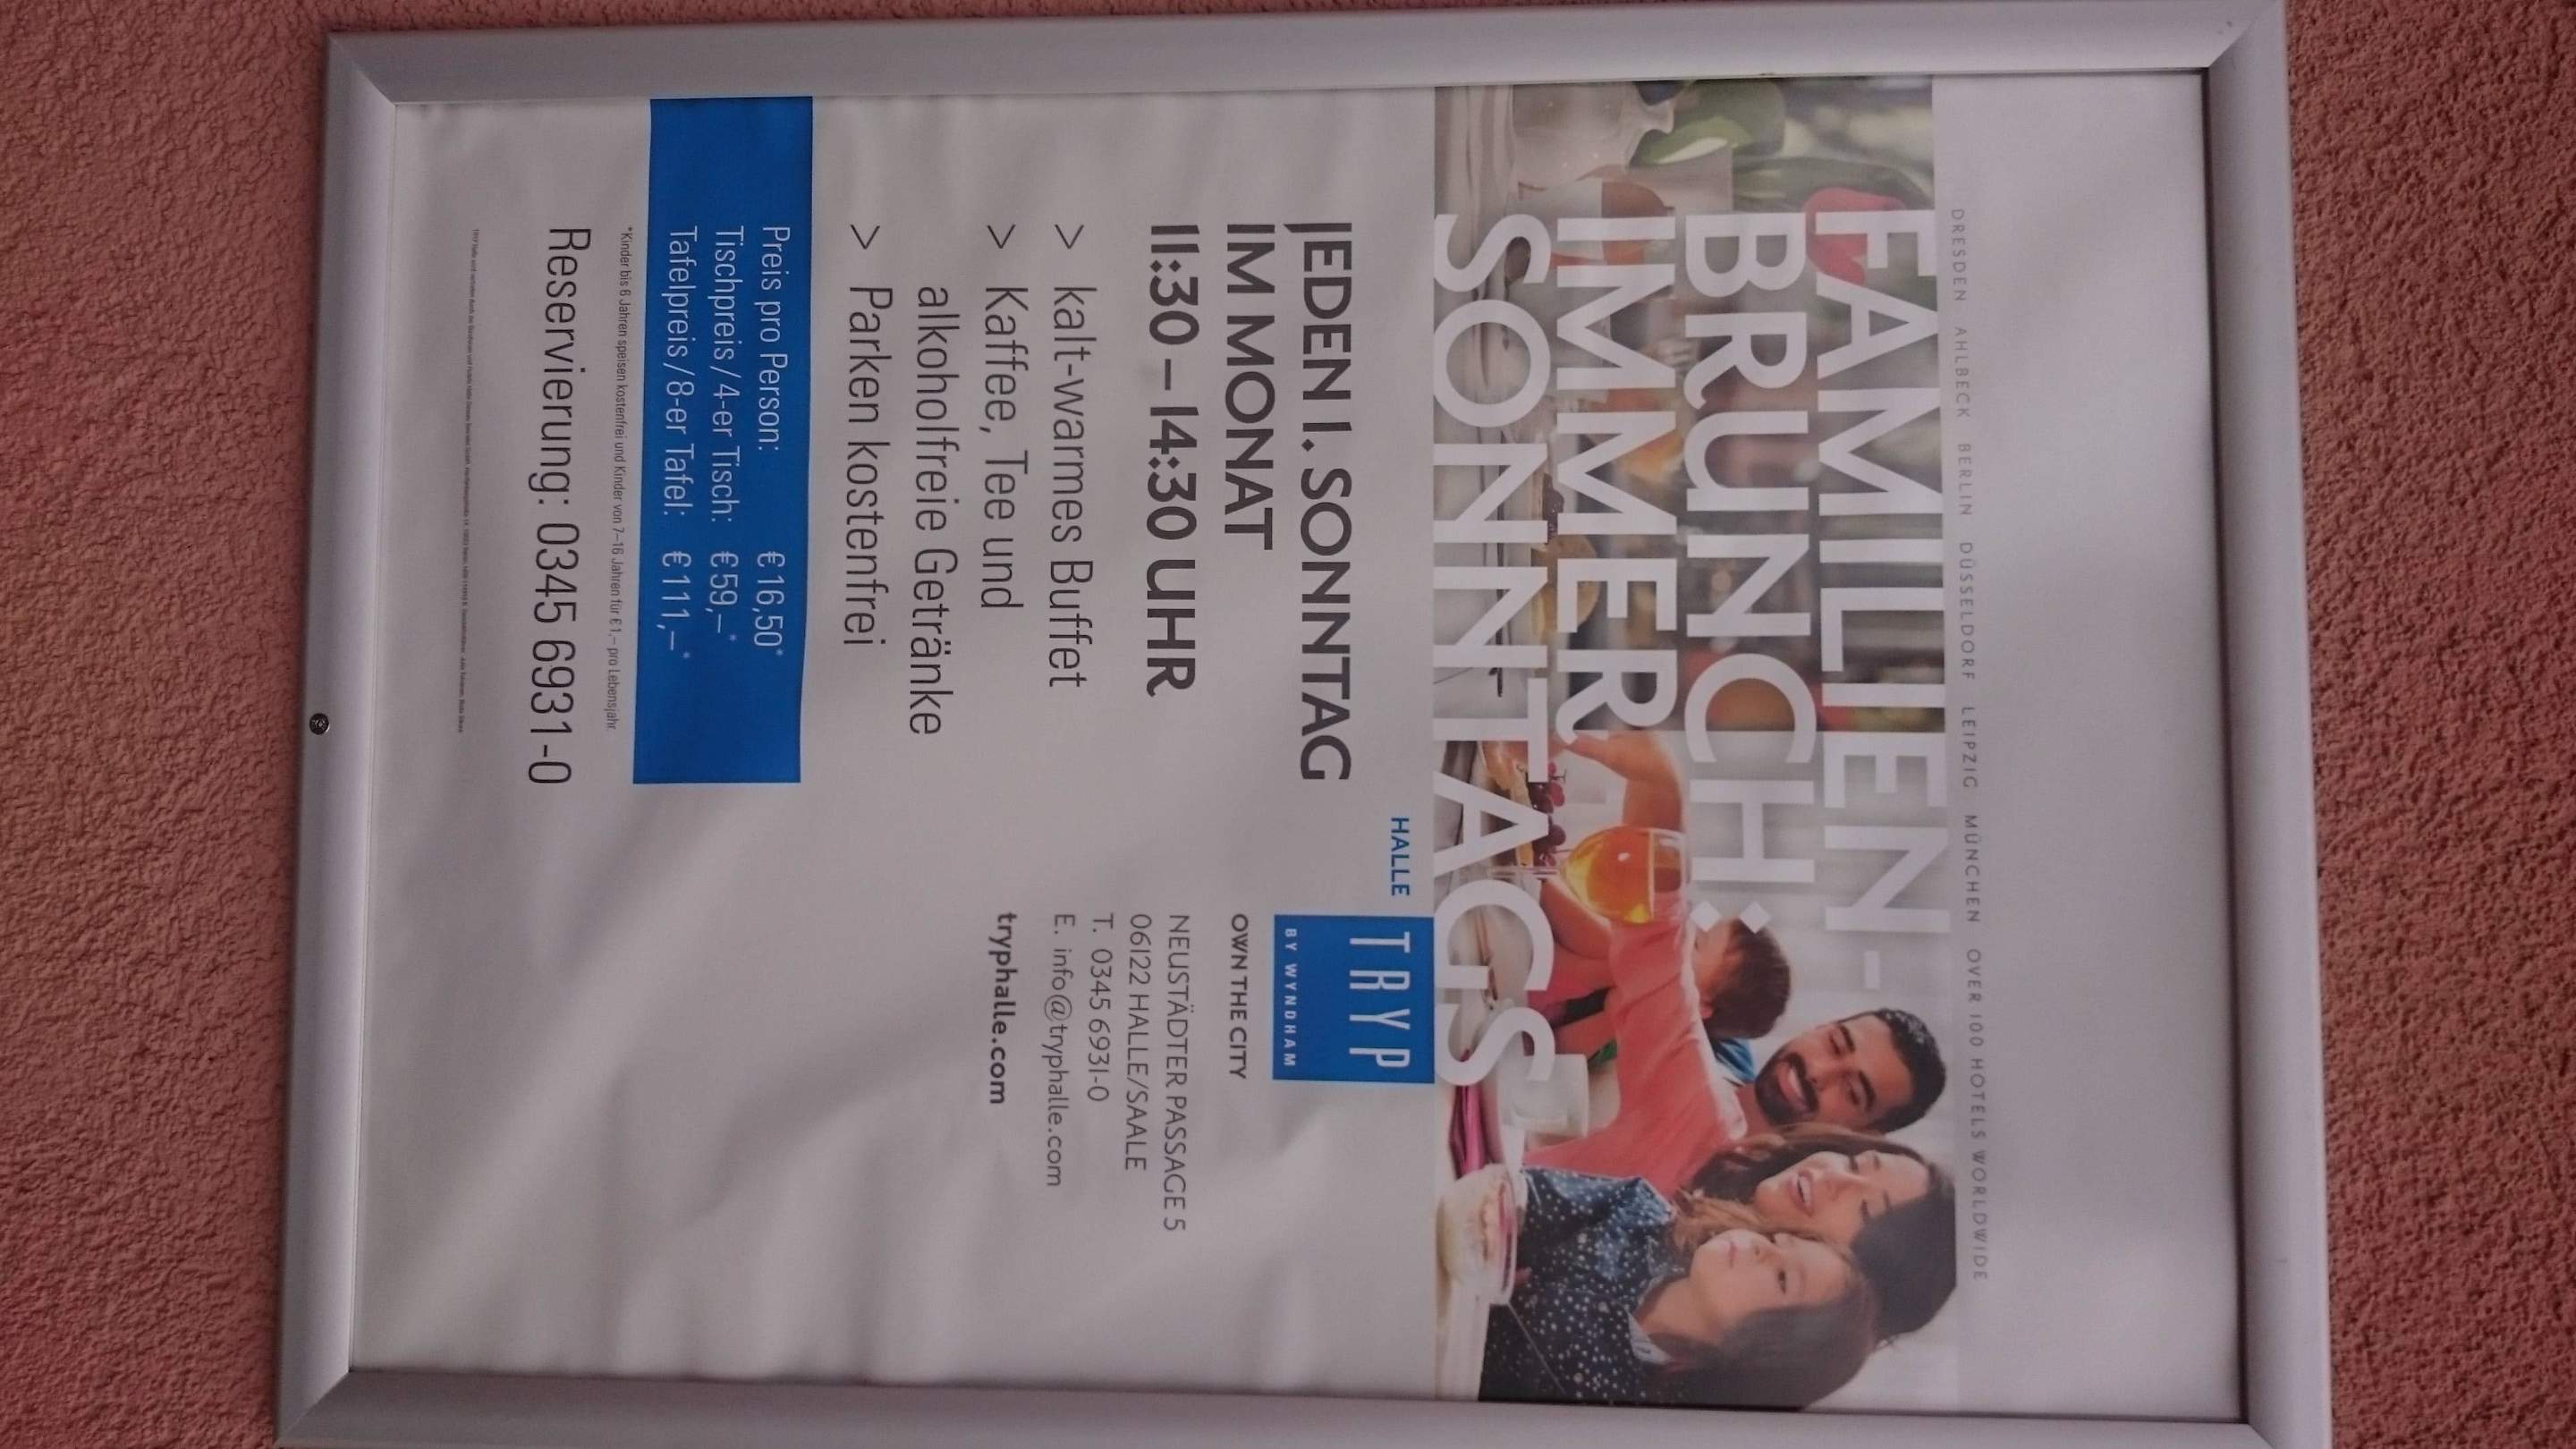 DRESDEN AHLBECK BERLIN DÜSSELDORF LEIPZIG MÜNCHEN OVER 100 HOTELS WORLDWIDE
FAMILIEN-
BRUNCH:
IMMER
SONNTAGS
HALLE
TRYP
BY WYNDHAM
JEDEN 1. SONNTAG
IM MONAT
11:30 – 14:30 UHR
> kalt-warmes Buffet
> Kaffee, Tee und
alkoholfreie Getränke
> Parken kostenfrei
Preis pro Person: € 16,50*
Tischpreis / 4-er Tisch: € 59,–*
Tafelpreis / 8-er Tafel: € 111,–*
*Kinder bis 6 Jahren speisen kostenfrei und Kinder von 7–16 Jahren für € 1,– pro Lebensjahr
Reservierung: 0345 6931-0
OWN THE CITY
NEUSTÄDTER PASSAGE 5
06122 HALLE/SAALE
T. 0345 6931-0
E. info@tryphalle.com
tryphalle.com